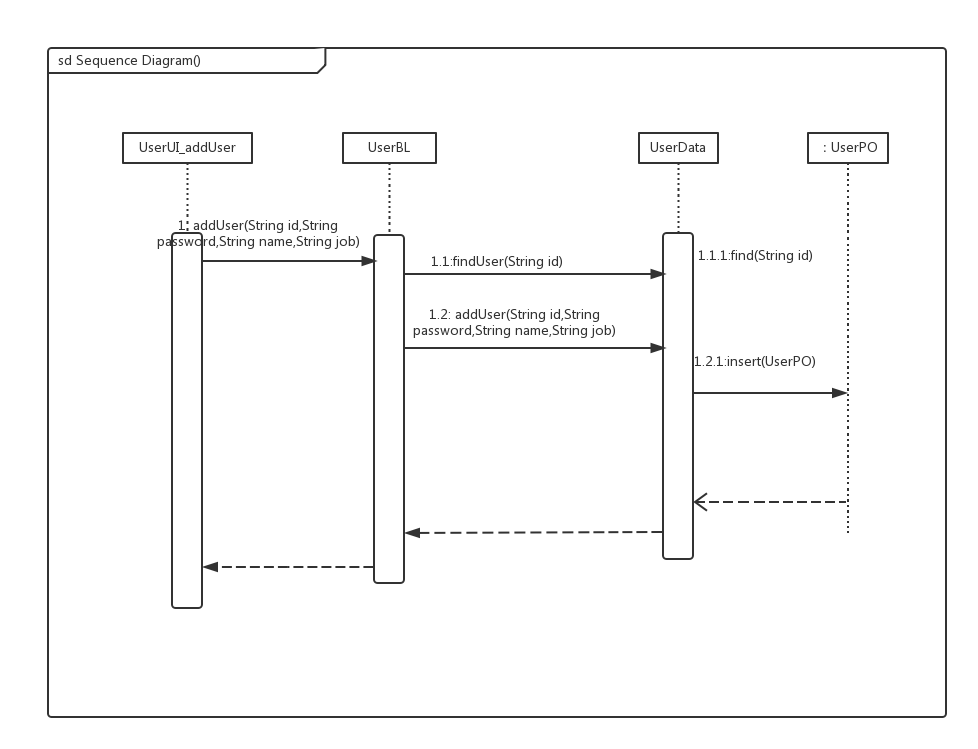 sd Sequence Diagram()
UserUI_addUser
UserBL
UserData
: UserPO
1: addUser(String id,String
password,String name,String job)
1.1:findUser(String id)
1.1.1:find(String id)
1.2: addUser(String id,String
password,String name,String job)
1.2.1:insert(UserPO)